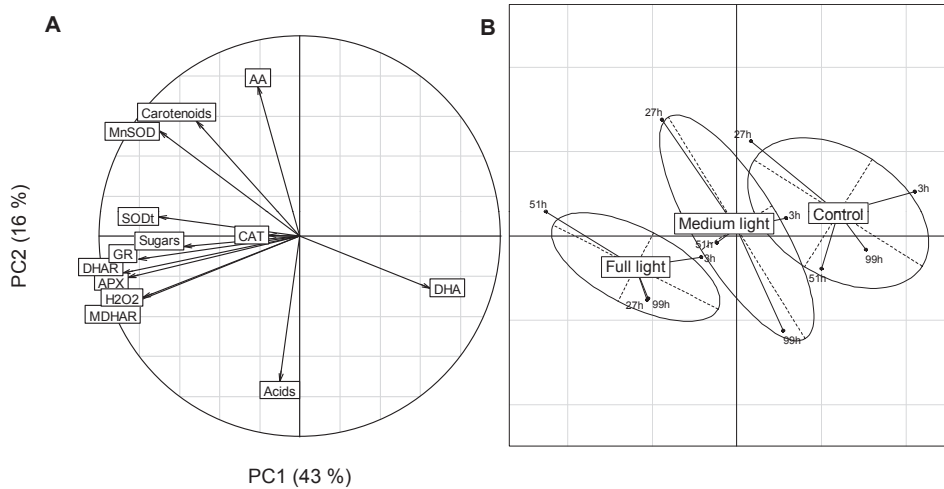 A
AA
Carotenoids
MnSOD
SODt
CAT
Sugars
GR
DHAR
APX
H2O2
MDHAR
DHA
Acids
PC2 (16 %)
PC1 (43 %)
B
27h
27h
51h
3h
3h
Control
Medium light
51h
99h
3h
51h
Full light
27h
99h
99h